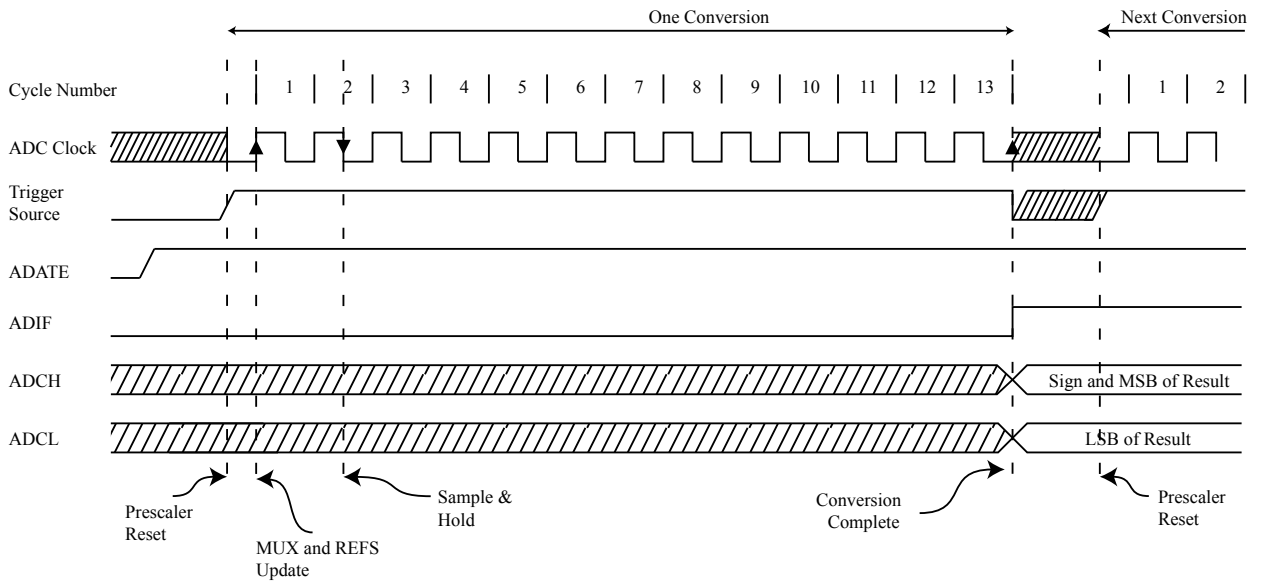 One Conversion
Next Conversion
Cycle Number
1 2 3 4 5 6 7 8 9 10 11 12 13 1 2
ADC Clock
Trigger
Source
ADATE
ADIF
ADCH
Sign and MSB of Result
ADCL
LSB of Result
Prescaler
Reset
MUX and REFS
Update
Sample &
Hold
Conversion
Complete
Prescaler
Reset